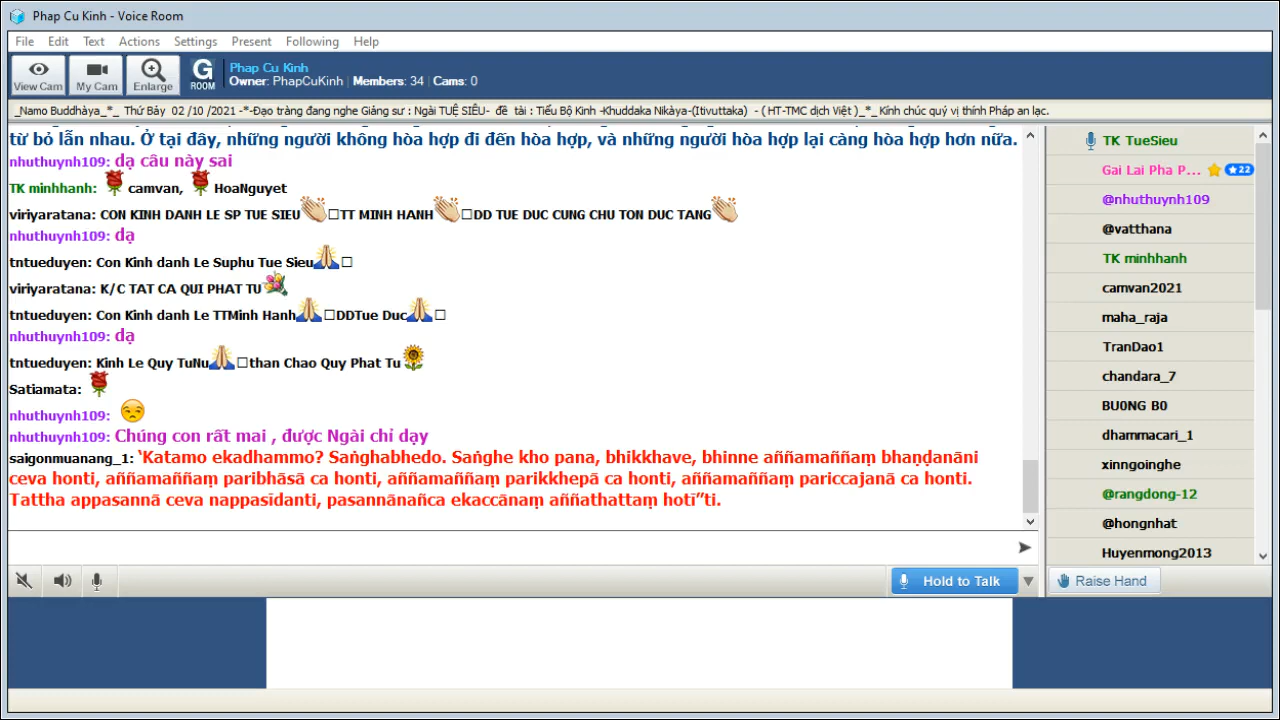 Phap Cu Kinh - Voice Room
File Edit Text Actions Settings Present Following Help
View Cam My Cam Enlarge G ROOM
Phap Cu Kinh
Owner: PhapCuKinh Members: 34 Cams: 0
_Namo Buddhàya_*_ Thứ Bảy 02 /10 /2021 -*-Đạo tràng đang nghe Giảng sư : Ngài TUỆ SIÊU- đề tài : Tiểu Bộ Kinh -Khuddaka Nikàya-(Itivuttaka) - ( HT-TMC dịch Việt )_*_ Kính chúc quý vị thính Pháp an lạc.
từ bỏ lẫn nhau. Ở tại đây, những người không hòa hợp đi đến hòa hợp, và những người hòa hợp lại càng hòa hợp hơn nữa.
nhuthuynh109: dạ câu này sai
TK minhhanh: camvan, HoaNguyet
viriyaratana: CON KINH DANH LE SP TUE SIEU TT MINH HANH DD TUE DUC CUNG CHU TON DUC TANG
nhuthuynh109: dạ
tntueduyen: Con Kinh danh Le Suphu Tue Sieu
viriyaratana: K/C TAT CA QUI PHAT TU
tntueduyen: Con Kinh danh Le TTMinh Hanh DDTue Duc
nhuthuynh109: dạ
tntueduyen: Kinh Le Quy TuNu than Chao Quy Phat Tu
Satiamata:
nhuthuynh109:
nhuthuynh109: Chúng con rất mai , được Ngài chỉ dạy
saigonmuanang_1: ‘Katamo ekadhammo? Saṅghabhedo. Saṅghe kho pana, bhikkhave, bhinne aññamaññaṃ bhaṇḍanāni
ceva honti, aññamaññaṃ paribhāsā ca honti, aññamaññaṃ parikkhepā ca honti, aññamaññaṃ pariccajanā ca honti.
Tattha appasannā ceva nappasīdanti, pasannānañca ekaccānaṃ aññathattaṃ hotī”ti.
TK TueSieu
Gai Lai Pha P... 22
@nhuthuynh109
@vatthana
TK minhhanh
camvan2021
maha_raja
TranDao1
chandara_7
BU0NG B0
dhammacari_1
xinngoinghe
@rangdong-12
@hongnhat
Huyenmong2013
Hold to Talk
Raise Hand